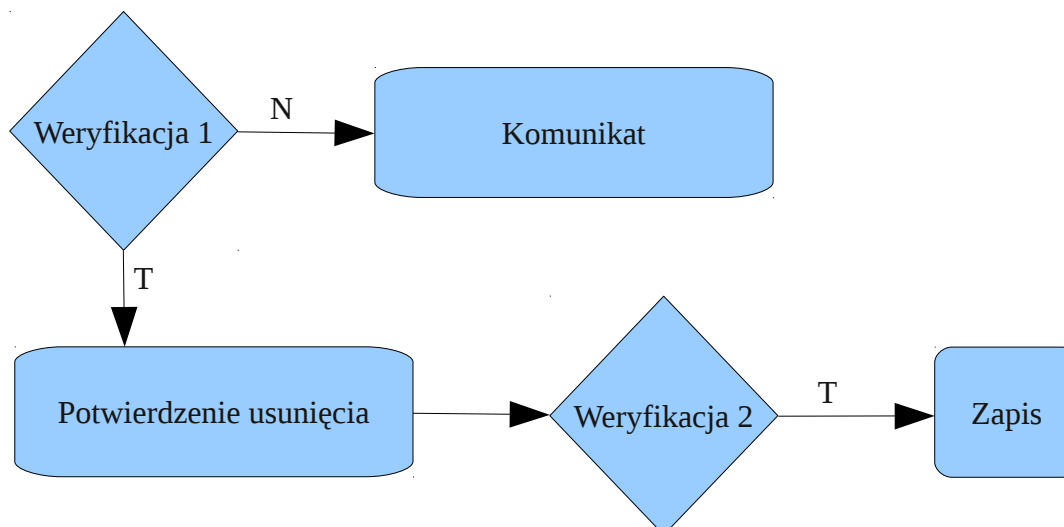 Weryfikacja 1
N
Komunikat
T
Potwierdzenie usunięcia
Weryfikacja 2
T
Zapis